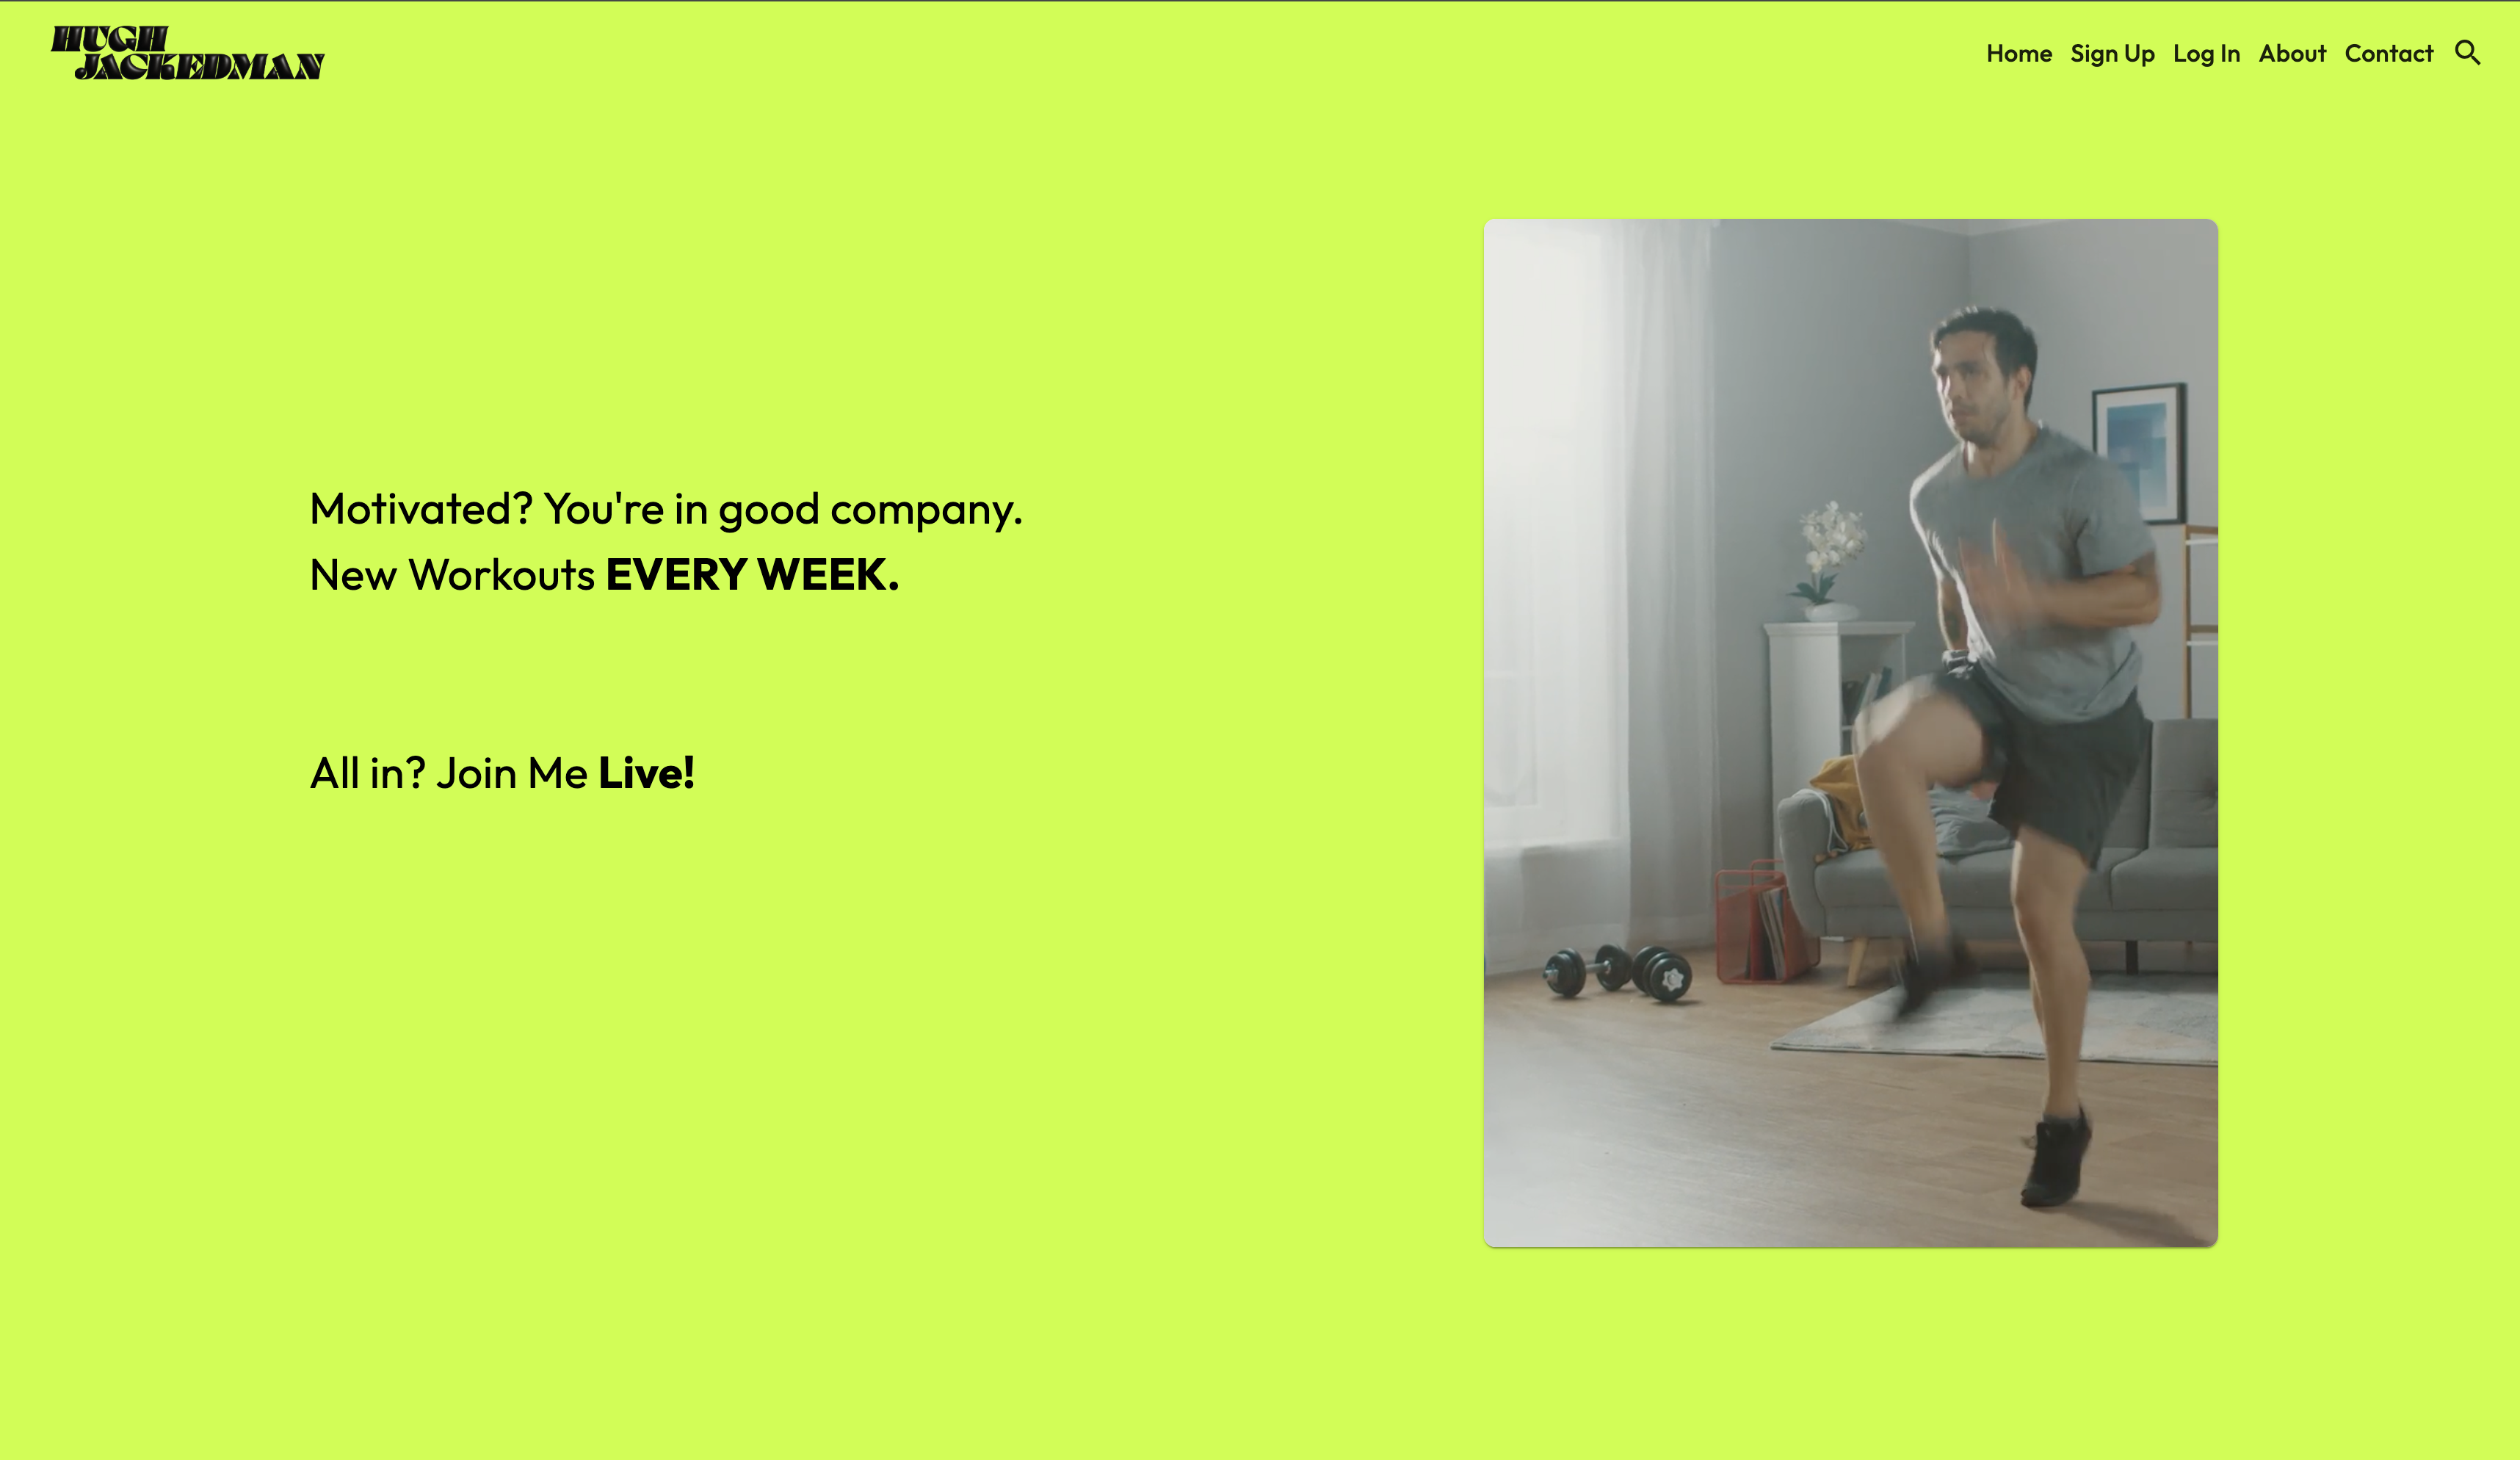 HUGH
JACKEDMAN
Home Sign Up Log In About Contact
Motivated? You're in good company.
New Workouts EVERY WEEK.
All in? Join Me Live!